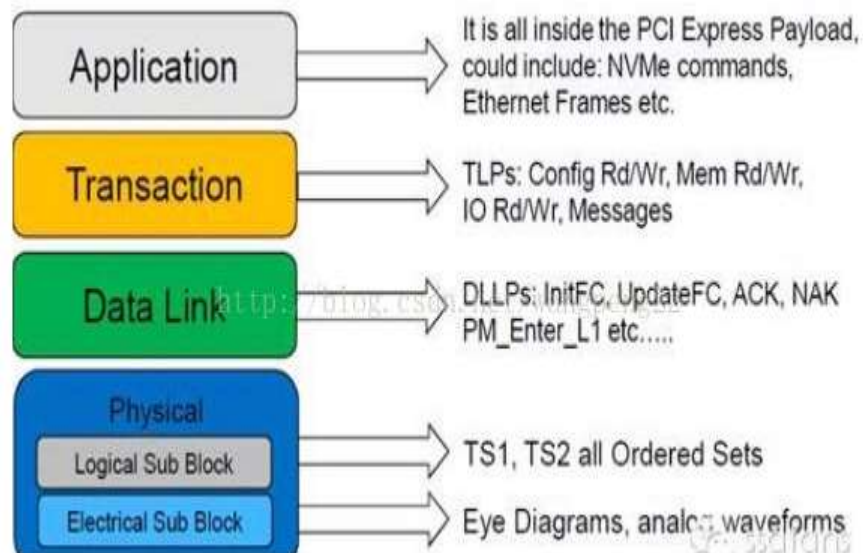 Application
It is all inside the PCI Express Payload,
could include: NVMe commands,
Ethernet Frames etc.
Transaction
TLPs: Config Rd/Wr, Mem Rd/Wr,
IO Rd/Wr, Messages
Data Link
DLLPs: InitFC, UpdateFC, ACK, NAK
PM_Enter_L1 etc.....
Physical
Logical Sub Block
TS1, TS2 all Ordered Sets
Electrical Sub Block
Eye Diagrams, analog waveforms